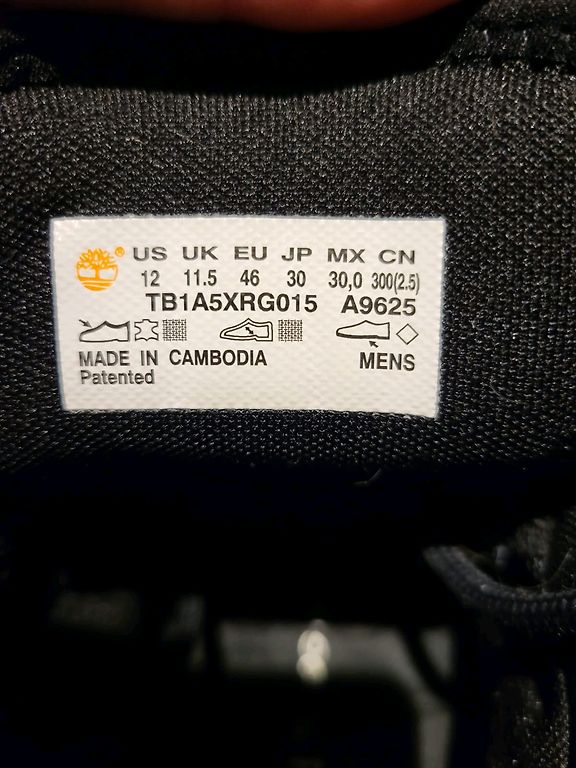 ® US UK EU JP MX CN
12 11.5 46 30 30,0 300(2.5)
TB1A5XRG015 A9625
MADE IN CAMBODIA MENS
Patented